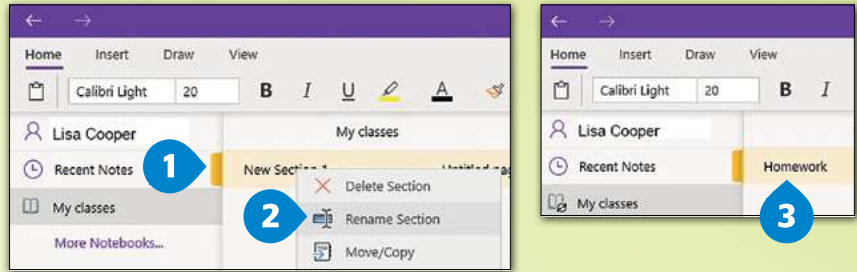 Home Insert Draw View
Calibri Light 20 B I U A
Lisa Cooper
My classes
1
Recent Notes
New Section 1
Untitled pag
Delete Section
2
Rename Section
My classes
More Notebooks...
Move/Copy
Home Insert Draw View
Calibri Light 20 B I
Lisa Cooper
Recent Notes
Homework
My classes
3